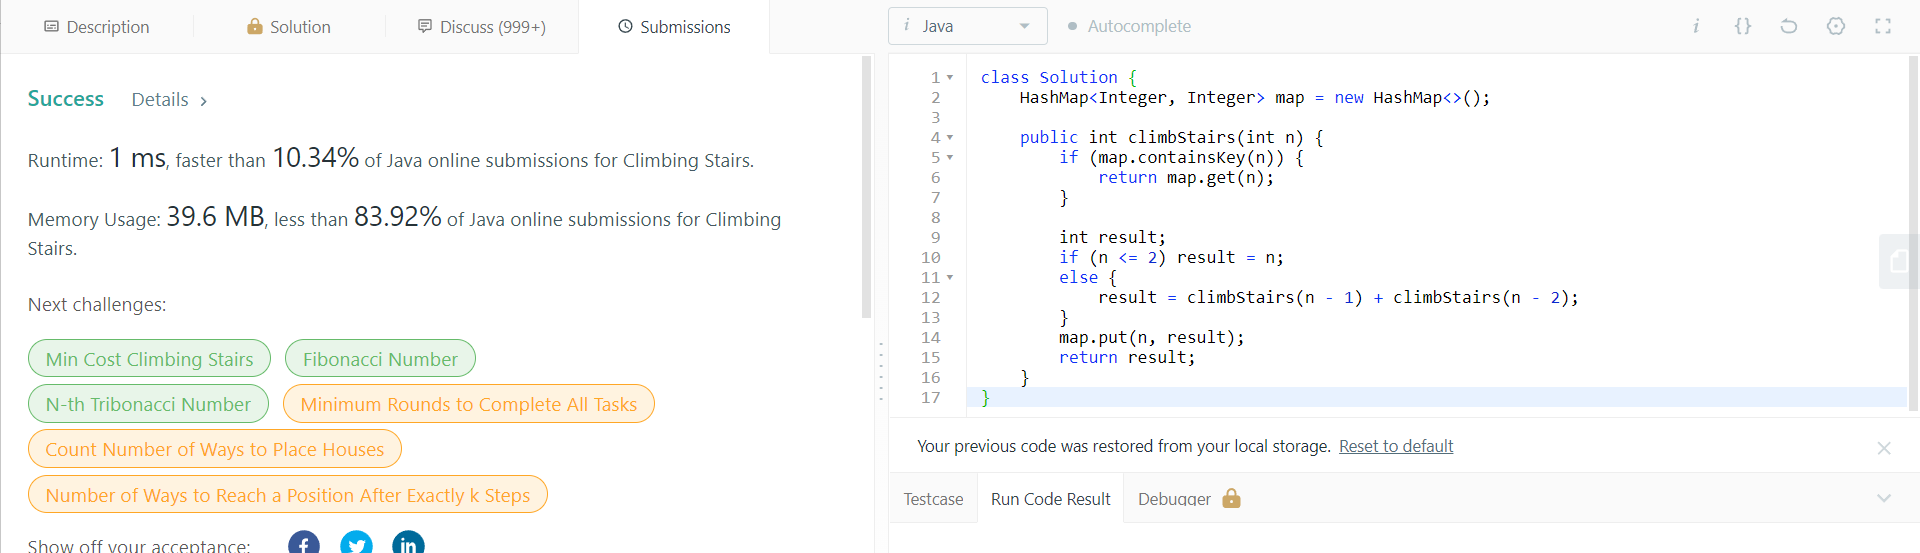 Description
Solution
Discuss (999+)
Submissions
i Java
Autocomplete
i {}
Success Details >
Runtime: 1 ms, faster than 10.34% of Java online submissions for Climbing Stairs.
Memory Usage: 39.6 MB, less than 83.92% of Java online submissions for Climbing
Stairs.
Next challenges:
Min Cost Climbing Stairs
Fibonacci Number
N-th Tribonacci Number
Minimum Rounds to Complete All Tasks
Count Number of Ways to Place Houses
Number of Ways to Reach a Position After Exactly k Steps
Show off your acceptance: f in
1 class Solution {
2     HashMap<Integer, Integer> map = new HashMap<>();
3
4     public int climbStairs(int n) {
5         if (map.containsKey(n)) {
6             return map.get(n);
7         }
8
9         int result;
10         if (n <= 2) result = n;
11         else {
12             result = climbStairs(n - 1) + climbStairs(n - 2);
13         }
14         map.put(n, result);
15         return result;
16     }
17 }
Your previous code was restored from your local storage. Reset to default
Testcase
Run Code Result
Debugger